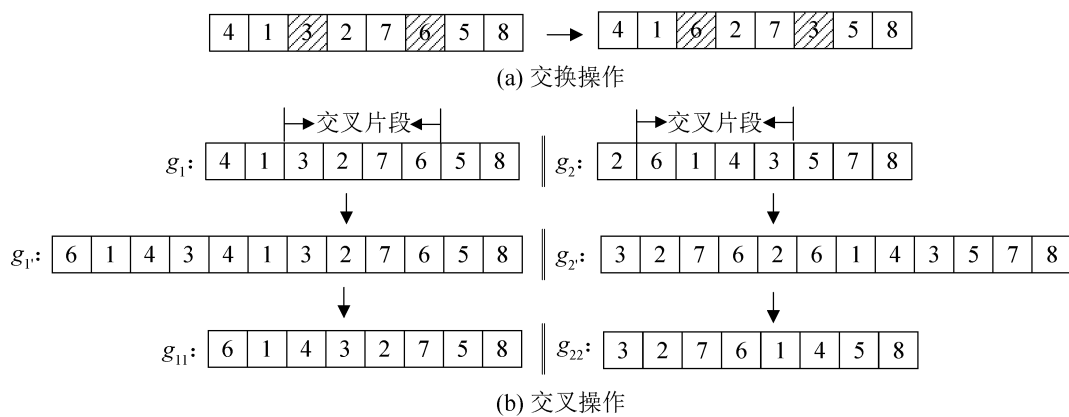 4 1 3 2 7 6 5 8 4 1 6 2 7 3 5 8
(a) 交换操作
交叉片段 交叉片段
g₁: 4 1 3 2 7 6 5 8 g₂: 2 6 1 4 3 5 7 8
g₁': 6 1 4 3 4 1 3 2 7 6 5 8 g₂': 3 2 7 6 2 6 1 4 3 5 7 8
g₁₁: 6 1 4 3 2 7 5 8 g₂₂: 3 2 7 6 1 4 5 8
(b) 交叉操作